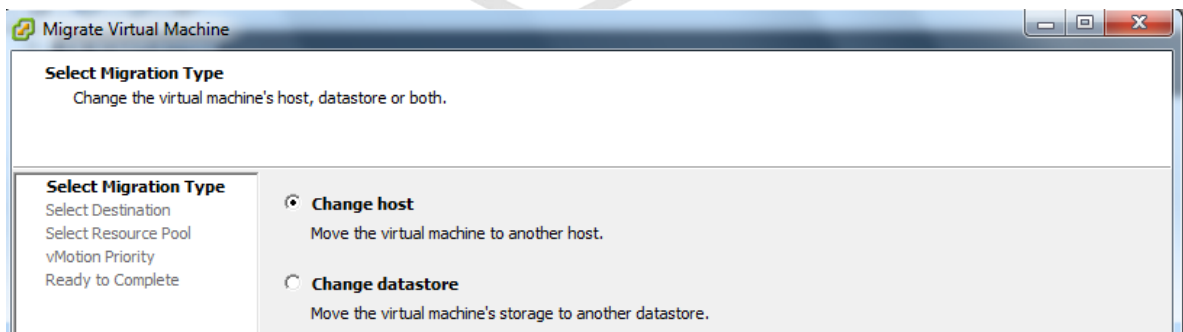 Migrate Virtual Machine
Select Migration Type
Change the virtual machine's host, datastore or both.
Select Migration Type
Select Destination
Select Resource Pool
vMotion Priority
Ready to Complete
Change host
Move the virtual machine to another host.
Change datastore
Move the virtual machine's storage to another datastore.